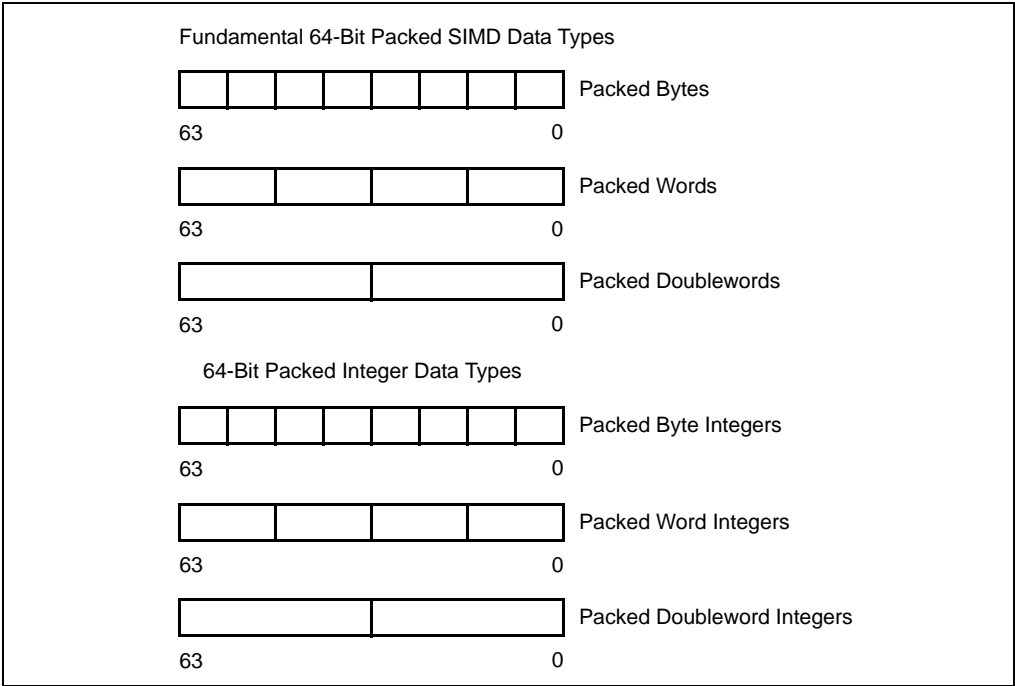 Fundamental 64-Bit Packed SIMD Data Types
Packed Bytes
63 0
Packed Words
63 0
Packed Doublewords
63 0
64-Bit Packed Integer Data Types
Packed Byte Integers
63 0
Packed Word Integers
63 0
Packed Doubleword Integers
63 0